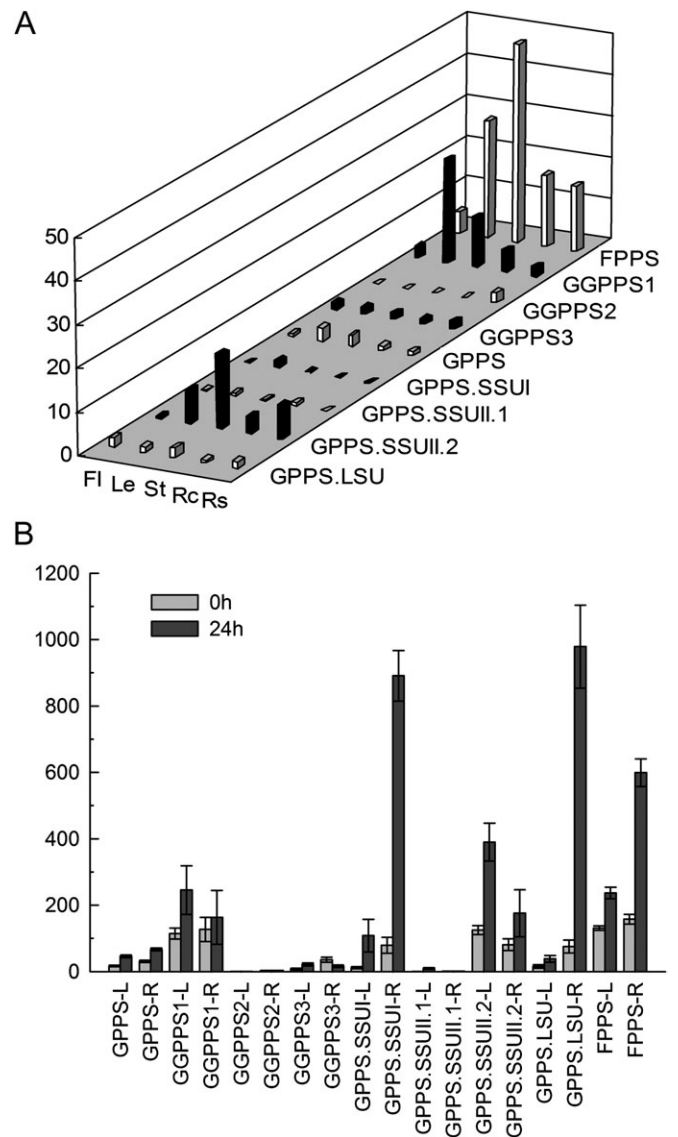 A
50
40
30
20
10
0
Fl Le St Rc Rs
FPPS
GGPPS1
GGPPS2
GGPPS3
GPPS
GPPS.SSUI
GPPS.SSUII.1
GPPS.SSUII.2
GPPS.LSU
B
1200
1000
800
600
400
200
0
0h
24h
GPPS-L
GPPS-R
GGPPS1-L
GGPPS1-R
GGPPS2-L
GGPPS2-R
GGPPS3-L
GGPPS3-R
GPPS.SSUI-L
GPPS.SSUI-R
GPPS.SSUII.1-L
GPPS.SSUII.1-R
GPPS.SSUII.2-L
GPPS.SSUII.2-R
GPPS.LSU-L
GPPS.LSU-R
FPPS-L
FPPS-R